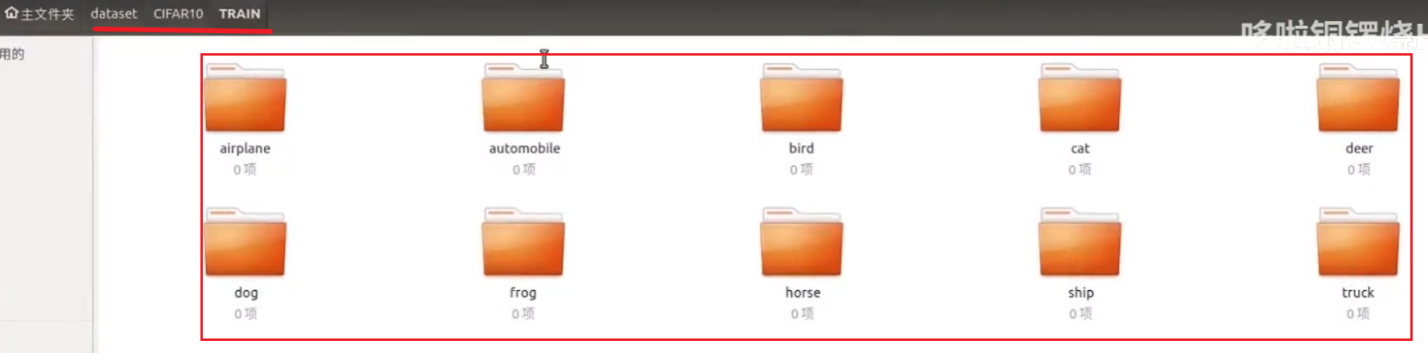 主文件夹 dataset CIFAR10 TRAIN
用的
airplane automobile bird cat deer
0 项 0 项 0 项 0 项 0 项
dog frog horse ship truck
0 项 0 项 0 项 0 项 0 项